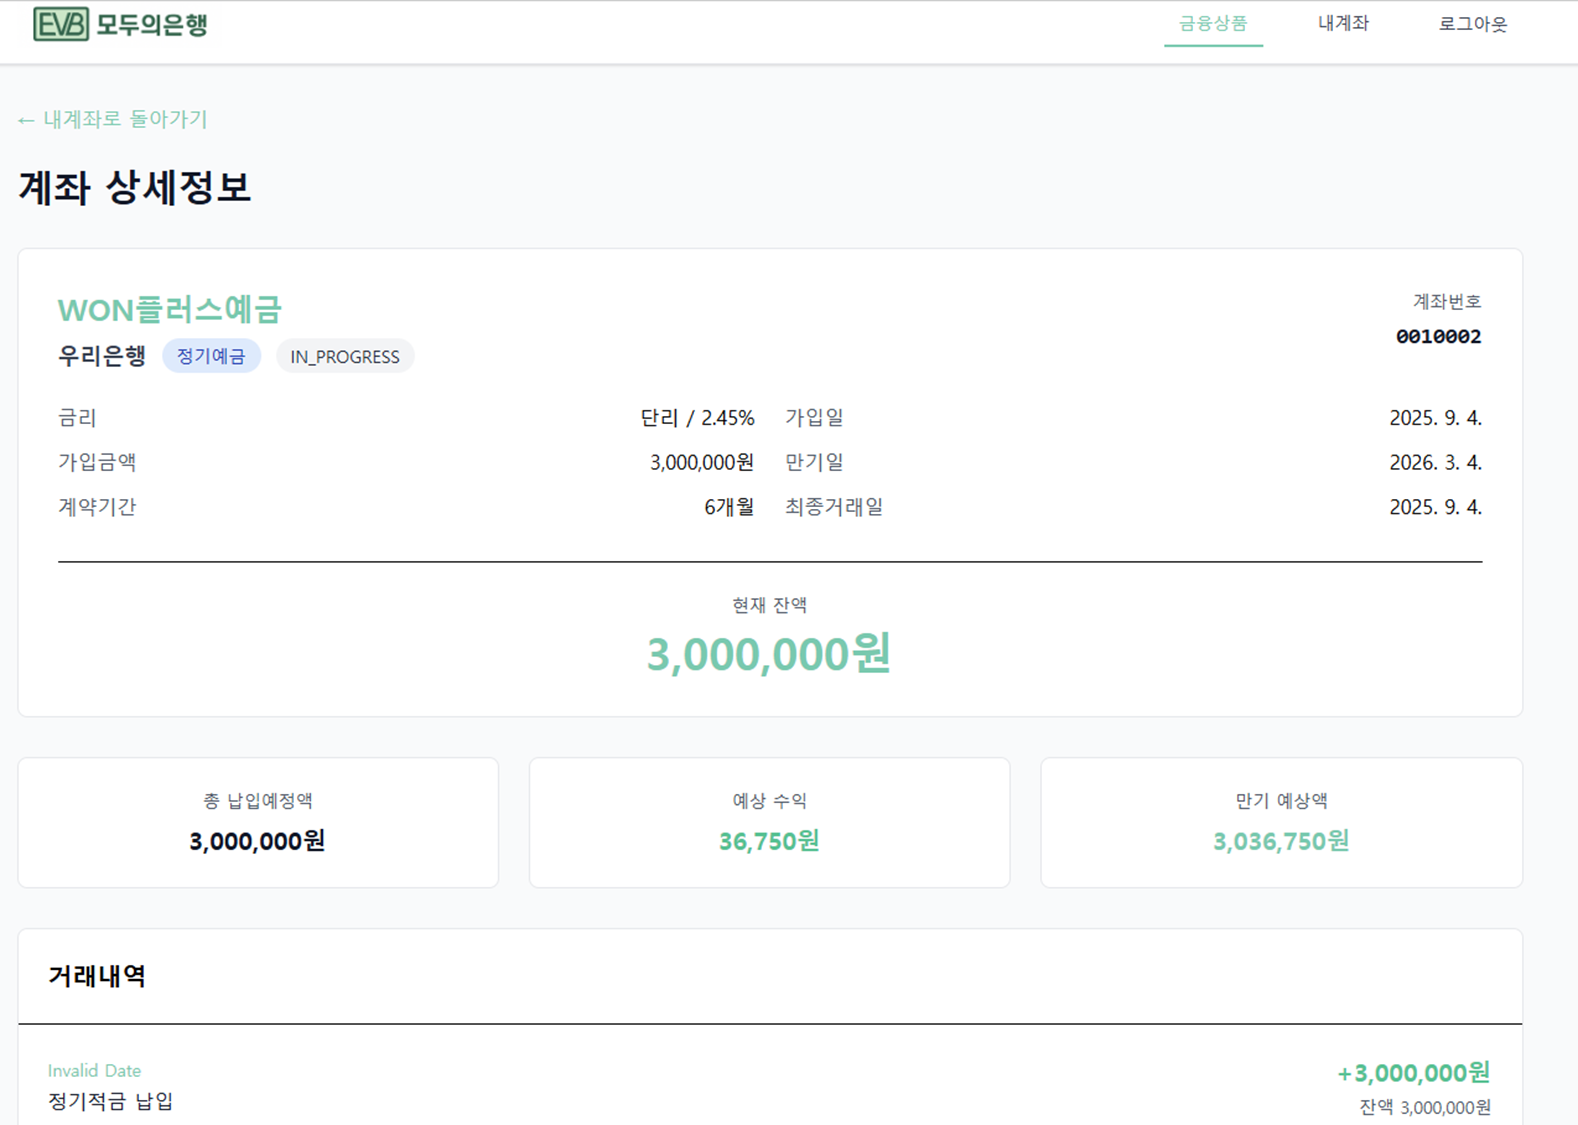 EVB 모두의은행
금융상품
내계좌
로그아웃
← 내계좌로 돌아가기
계좌 상세정보
WON플러스예금
계좌번호
0010002
우리은행 정기예금 IN_PROGRESS
금리 단리 / 2.45% 가입일 2025. 9. 4.
가입금액 3,000,000원 만기일 2026. 3. 4.
계약기간 6개월 최종거래일 2025. 9. 4.
현재 잔액
3,000,000원
총 납입예정액
3,000,000원
예상 수익
36,750원
만기 예상액
3,036,750원
거래내역
Invalid Date
정기적금 납입
+3,000,000원
잔액 3,000,000원